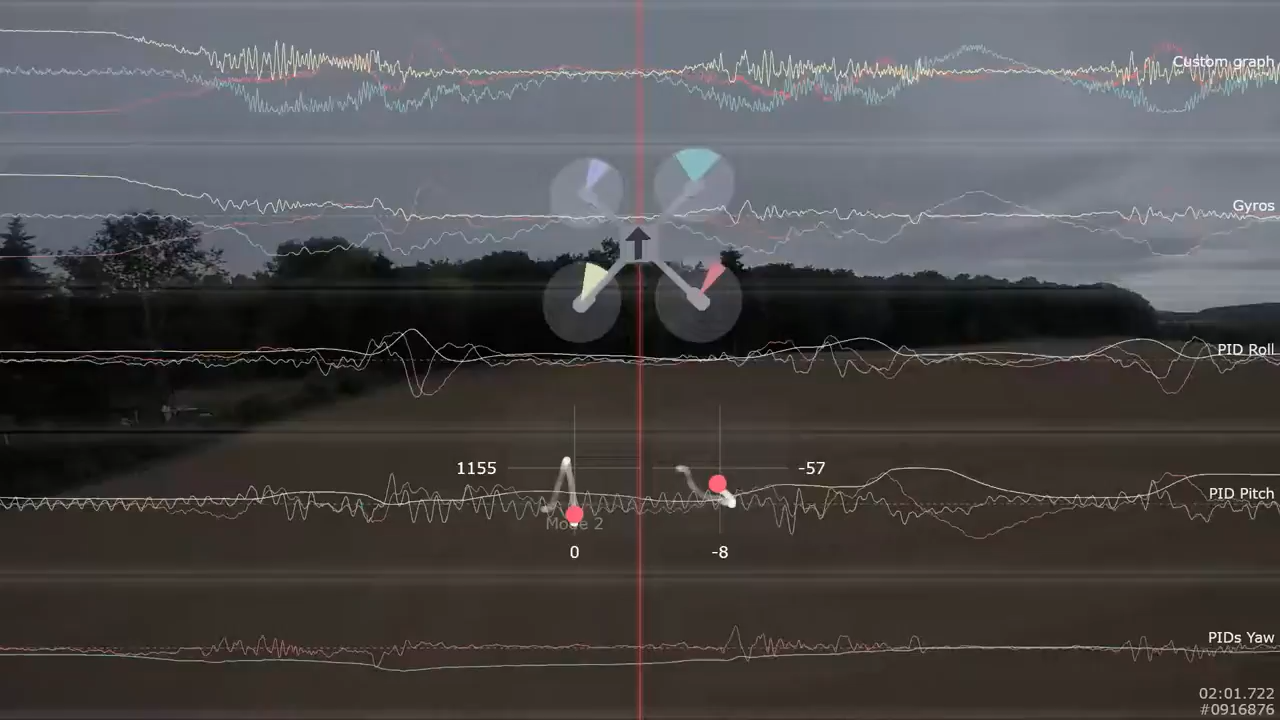 Custom graph
Gyros
PID Roll
1155
-57
PID Pitch
Mode 2
0
-8
PIDs Yaw
02:01.722
#0916876